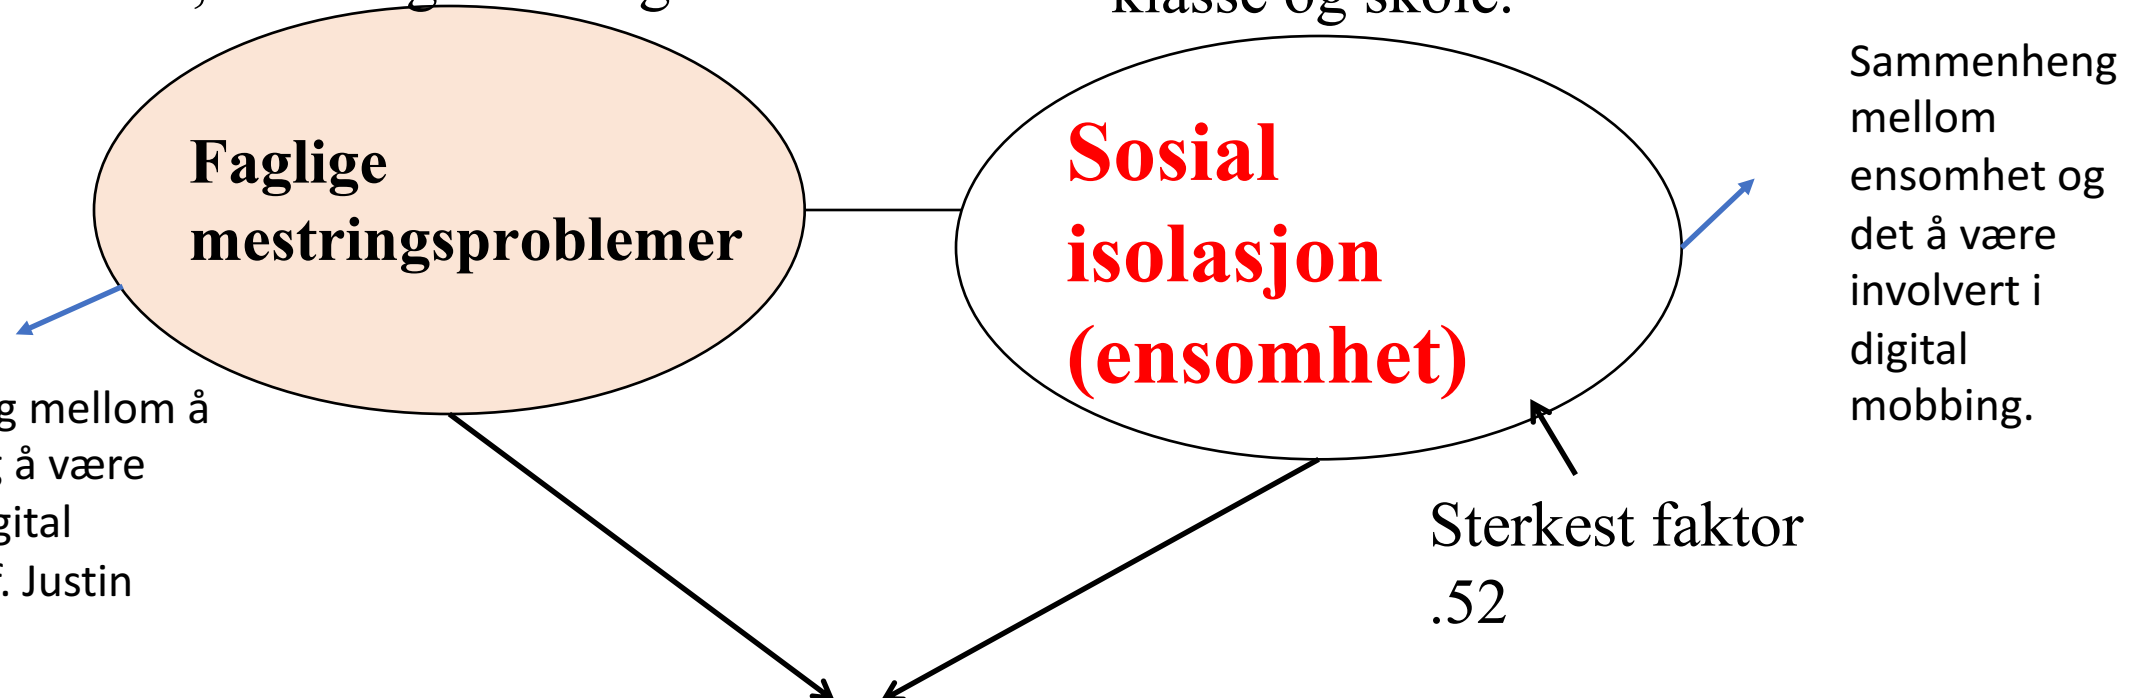 klasse og skole.
Faglige
mestringsproblemer
Sosial
isolasjon
(ensomhet)
Sammenheng
mellom
ensomhet og
det å være
involvert i
digital
mobbing.
mellom å
å være
Justin
Sterkest faktor
.52